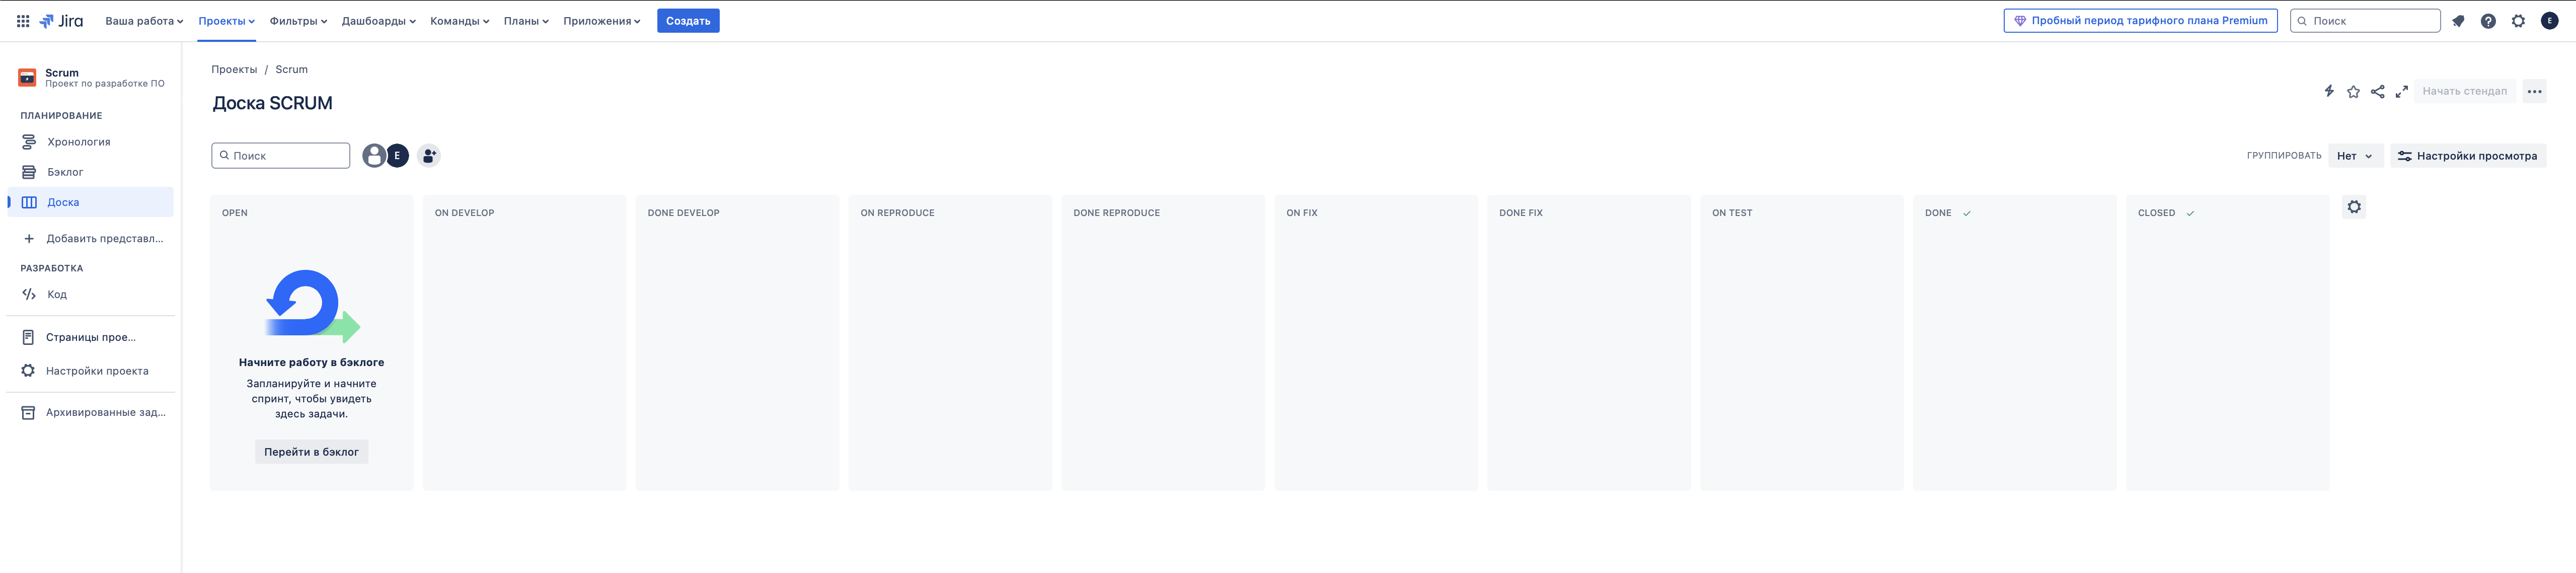 Jira
Ваша работа Проекты Фильтры Дашборды Команды Планы Приложения Создать Пробный период тарифного плана Premium Поиск E
Scrum
Проект по разработке ПО
ПЛАНИРОВАНИЕ
Хронология
Бэклог
Доска
Добавить представл...
РАЗРАБОТКА
Код
Страницы прое...
Настройки проекта
Архивированные зад...
Проекты / Scrum
Доска SCRUM
Начать стендап
Поиск E ГРУППИРОВАТЬ Нет Настройки просмотра
OPEN ON DEVELOP DONE DEVELOP ON REPRODUCE DONE REPRODUCE ON FIX DONE FIX ON TEST DONE CLOSED
Начните работу в бэклоге
Запланируйте и начните
спринт, чтобы увидеть
здесь задачи.
Перейти в бэклог